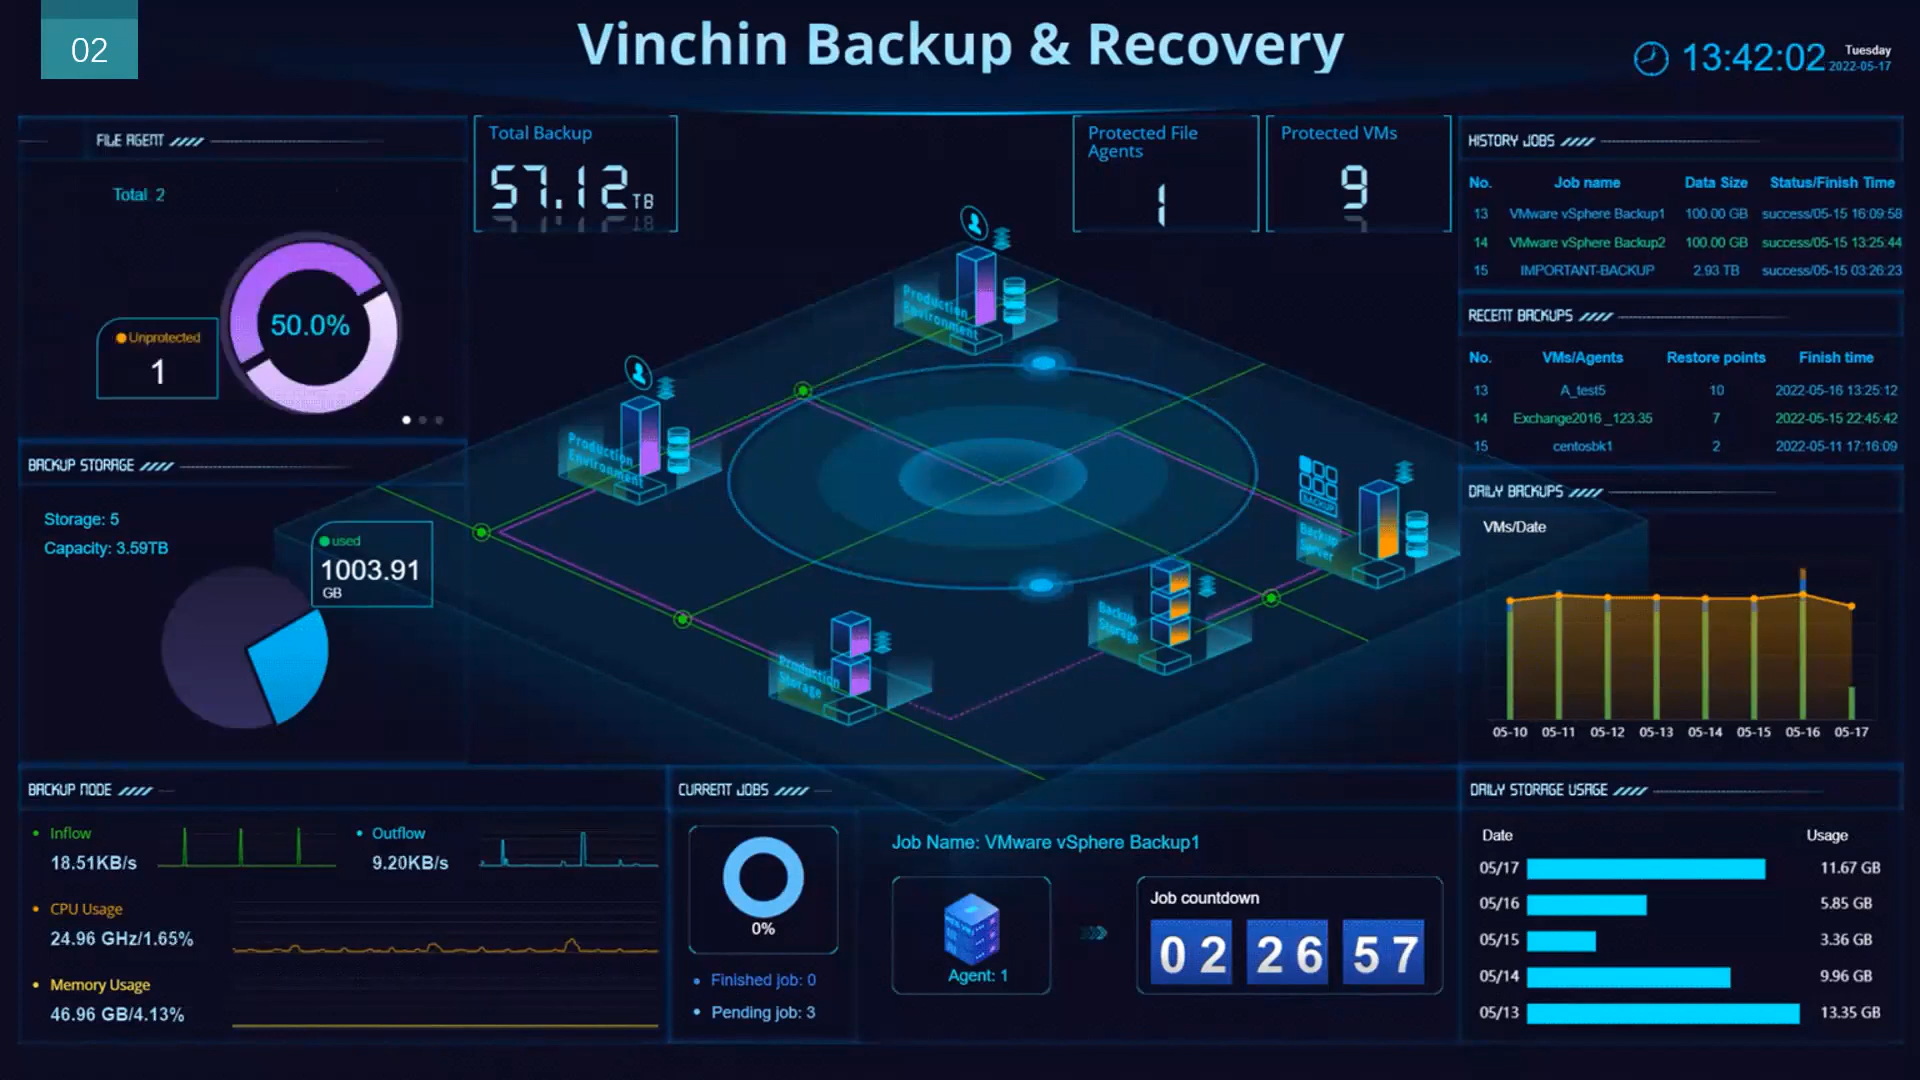 02
Vinchin Backup & Recovery
13:42:02
Tuesday
2022-05-17
FILE AGENT
Total 2
50.0%
Unprotected
1
Total Backup
57.12 TB
Protected File
Agents
1
Protected VMs
9
HISTORY JOBS
No. Job name Data Size Status/Finish Time
13 VMware vSphere Backup1 100.00 GB success/05-15 16:09:58
14 VMware vSphere Backup2 100.00 GB success/05-15 13:25:44
15 IMPORTANT-BACKUP 2.93 TB success/05-15 03:26:23
RECENT BACKUPS
No. VMs/Agents Restore points Finish time
13 A_test5 10 2022-05-16 13:25:12
14 Exchange2016_123.35 7 2022-05-15 22:45:42
15 centosbk1 2 2022-05-11 17:16:09
Production
Environment
Production
Environment
BACKUP
Backup
Server
Backup
Storage
Production
Storage
BACKUP STORAGE
Storage: 5
Capacity: 3.59TB
used
1003.91
GB
DAILY BACKUPS
VMs/Date
05-10 05-11 05-12 05-13 05-14 05-15 05-16 05-17
BACKUP NODE
Inflow
18.51KB/s
Outflow
9.20KB/s
CPU Usage
24.96 GHz/1.65%
Memory Usage
46.96 GB/4.13%
CURRENT JOBS
0%
Finished job: 0
Pending job: 3
Job Name: VMware vSphere Backup1
Agent: 1
Job countdown
02 26 57
DAILY STORAGE USAGE
Date Usage
05/17 11.67 GB
05/16 5.85 GB
05/15 3.36 GB
05/14 9.96 GB
05/13 13.35 GB